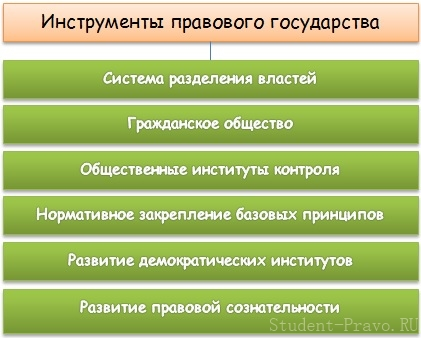 Инструменты правового государства
Система разделения властей
Гражданское общество
Общественные институты контроля
Нормативное закрепление базовых принципов
Развитие демократических институтов
Развитие правовой сознательности
Student-Pravo.RU